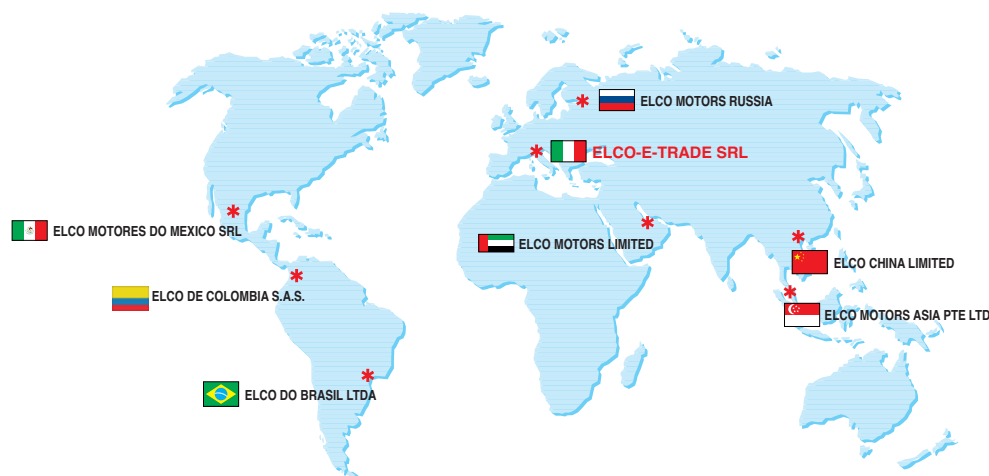 ELCO MOTORS RUSSIA
ELCO-E-TRADE SRL
ELCO MOTORES DO MEXICO SRL
ELCO MOTORS LIMITED
ELCO CHINA LIMITED
ELCO DE COLOMBIA S.A.S.
ELCO MOTORS ASIA PTE LTD
ELCO DO BRASIL LTDA